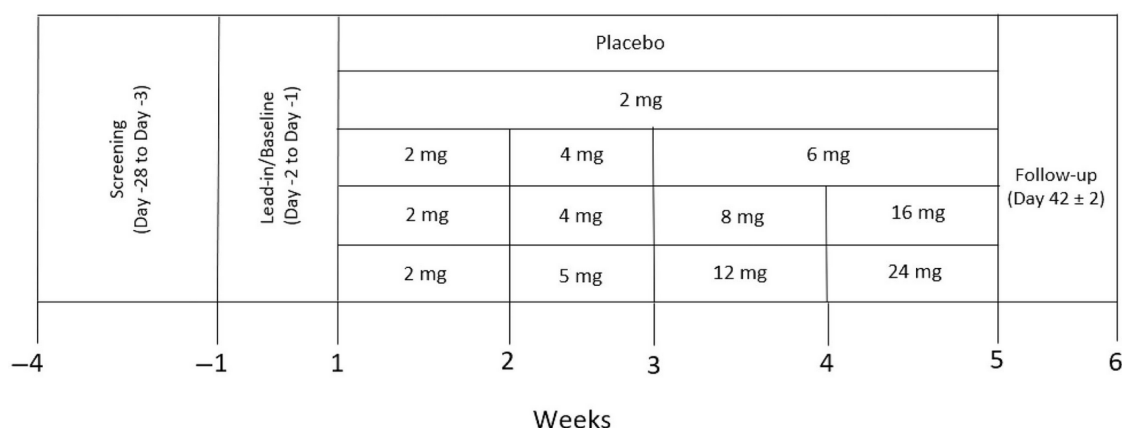 Screening
(Day -28 to Day -3)
Lead-in/Baseline
(Day -2 to Day -1)
Placebo
2 mg
2 mg 4 mg 6 mg
2 mg 4 mg 8 mg 16 mg
2 mg 5 mg 12 mg 24 mg
Follow-up
(Day 42 ± 2)
–4 –1 1 2 3 4 5 6
Weeks